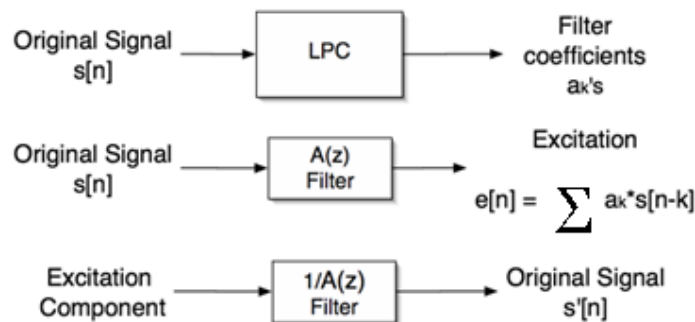 Original Signal
s[n]
LPC
Filter
coefficients
ak's
Original Signal
s[n]
A(z)
Filter
Excitation
e[n] = ∑ ak*s[n-k]
Excitation
Component
1/A(z)
Filter
Original Signal
s'[n]